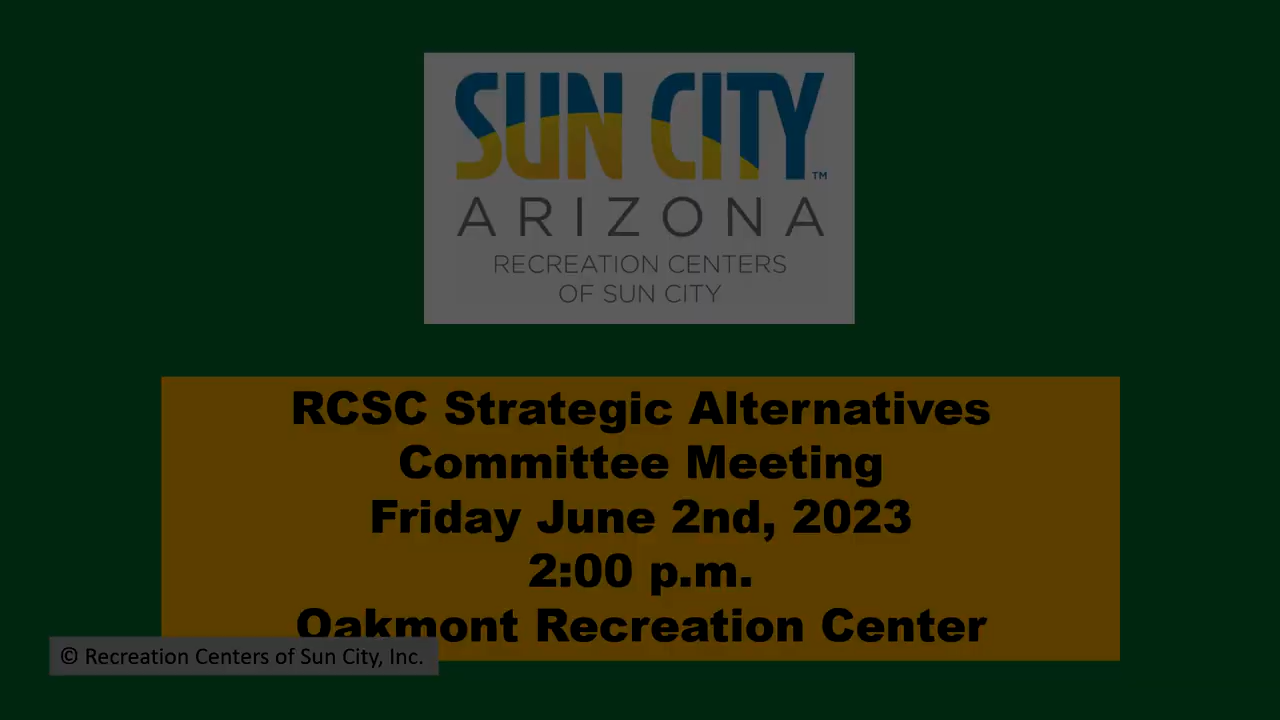 SUN CITY™
ARIZONA
RECREATION CENTERS
OF SUN CITY
RCSC Strategic Alternatives
Committee Meeting
Friday June 2nd, 2023
2:00 p.m.
Oakmont Recreation Center
© Recreation Centers of Sun City, Inc.